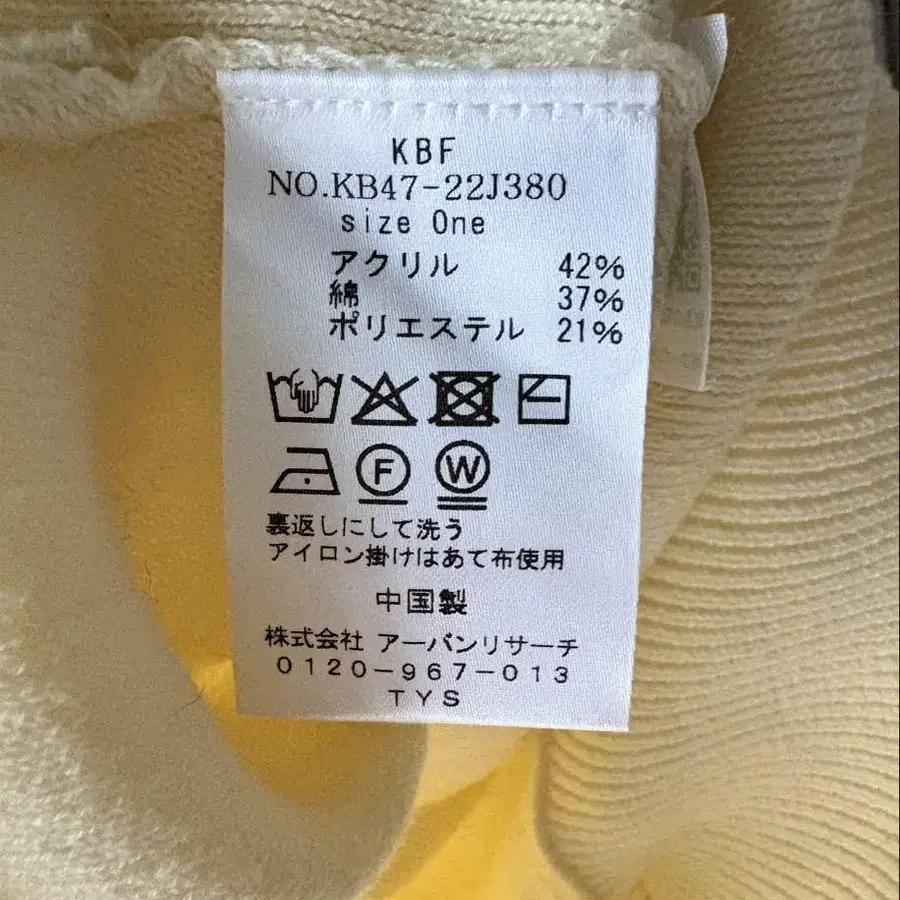 KBF
NO.KB47-22J380
size One
アクリル 42%
綿 37%
ポリエステル 21%
F W
裏返しにして洗う
アイロン掛けはあて布使用
中国製
株式会社 アーバンリサーチ
0120-967-013
TYS